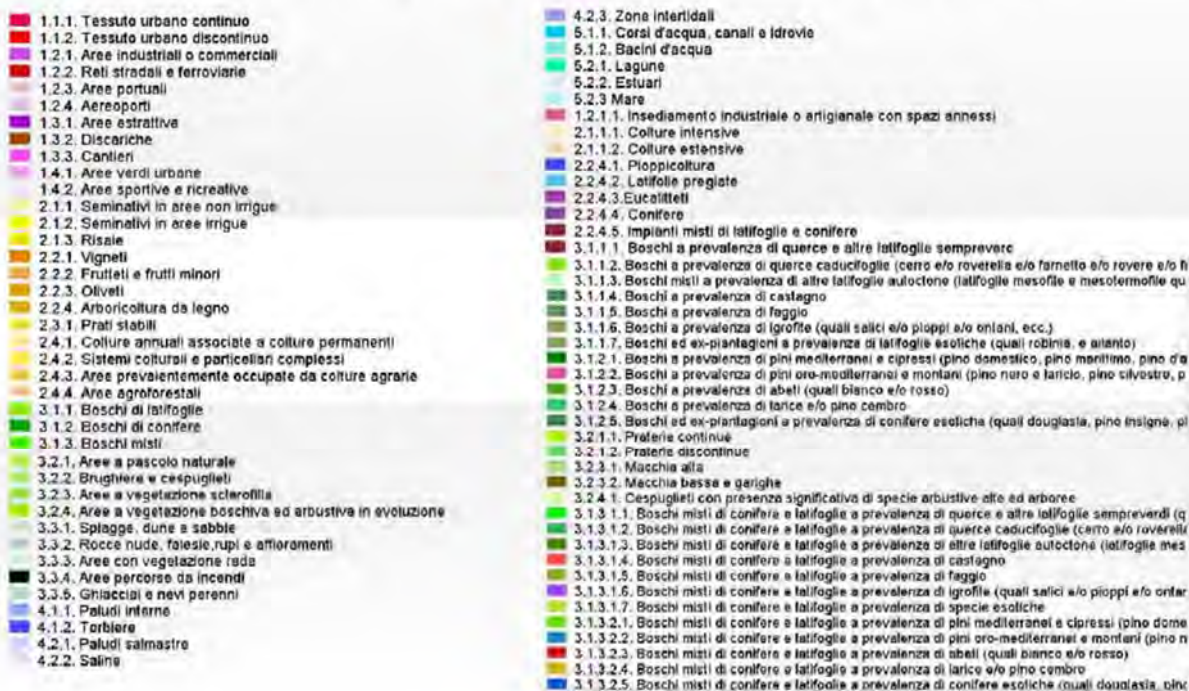 1.1.1. Tessuto urbano continuo
1.1.2. Tessuto urbano discontinuo
1.2.1. Aree industriali o commerciali
1.2.2. Reti stradali e ferroviarie
1.2.3. Aree portuali
1.2.4. Aereoporti
1.3.1. Aree estrattive
1.3.2. Discariche
1.3.3. Cantieri
1.4.1. Aree verdi urbane
1.4.2. Aree sportive e ricreative
2.1.1. Seminativi in aree non irrigue
2.1.2. Seminativi in aree irrigue
2.1.3. Risaie
2.2.1. Vigneti
2.2.2. Frutteti e frutti minori
2.2.3. Oliveti
2.2.4. Arboricoltura da legno
2.3.1. Prati stabili
2.4.1. Colture annuali associate a colture permanenti
2.4.2. Sistemi colturali e particellari complessi
2.4.3. Aree prevalentemente occupate da colture agrarie
2.4.4. Aree agroforestali
3.1.1. Boschi di latifoglie
3.1.2. Boschi di conifere
3.1.3. Boschi misti
3.2.1, Aree a pascolo naturale
3.2.2. Brughiere e cespuglieti
3.2.3. Aree a vegetazione sclerofilla
3.2.4. Aree a vegetazione boschiva ed arbustiva in evoluzione
3.3.1. Spiagge, dune e sabbie
3.3.2. Rocce nude, falesie,rupi e affioramenti
3.3.3. Aree con vegetazione rada
3.3.4. Aree percorse da incendi
3.3.5. Ghiacciai e nevi perenni
4.1.1. Paludi interne
4.1.2. Torbiere
4.2.1. Paludi salmastre
4.2.2. Saline
4.2.3. Zone intertidali
5.1.1. Corsi d'acqua, canali e idrovie
5.1.2. Bacini d'acqua
5.2.1. Lagune
5.2.2. Estuari
5.2.3 Mare
1.2.1.1. Insediamento industriale o artigianale con spazi annessi
2.1.1.1. Colture intensive
2.1.1.2. Colture estensive
2.2.4.1. Pioppicoltura
2.2.4.2. Latifolie pregiate
2.2.4.3.Eucalitteti
2.2.4.4. Conifere
2.2.4.5. Impianti misti di latifoglie e conifere
3.1.1.1. Boschi a prevalenza di querce e altre latifoglie sempreverd
3.1.1.2. Boschi a prevalenza di querce caducifoglie (cerro e/o roverella e/o farnetto e/o rovere e/o
3.1.1.3. Boschi misti a prevalenza di altre latifoglie autoctone (latifoglie mesofile e mesotermofile qu
3.1.1.4. Boschi a prevalenza di castagno
3.1.1.5. Boschi a prevalenza di faggio
3.1.1.6. Boschi a prevalenza di igrofite (quali salici e/o pioppi e/o ontani, ecc.)
3.1.1.7. Boschi ed ex-piantagioni a prevalenza di latifoglie esotiche (quali robinia, e ailanto)
3.1.2.1. Boschi a prevalenza di pini mediterranei e cipressi (pino domestico, pino marittimo, pino d'a
3.1.2.2. Boschi a prevalenza di pini oro-mediterranei e montani (pino nero e laricio, pino silvestre, p
3.1.2.3. Boschi a prevalenza di abeti (quali bianco e/o rosso)
3.1.2.4. Boschi a prevalenza di larice e/o pino cembro
3.1.2.5. Boschi ed ex-piantagioni a prevalenza di conifere esotiche (quali douglasia, pino insigne, pi
3.2.1.1. Praterie continue
3.2.1.2. Praterie discontinue
3.2.3.1. Macchia alta
3.2.3.2. Macchia bassa e garighe
3.2.4.1. Cespuglieti con presenza significativa di specie arbustive alte ed arboree
3.1.3.1.1. Boschi misti di conifere e latifoglie a prevalenza di querce e altre latifoglie sempreverdi (q
3.1.3.1.2. Boschi misti di conifere e latifoglie a prevalenza di querce caducifoglie (cerro e/o roverella
3.1.3.1.3. Boschi misti di conifere e latifoglie a prevalenza di altre latifoglie autoctone (latifoglie mes
3.1.3.1.4. Boschi misti di conifere e latifoglie a prevalenza di castagno
3.1.3.1.5. Boschi misti di conifere e latifoglie a prevalenza di faggio
3.1.3.1.6. Boschi misti di conifere e latifoglie a prevalenza di igrofile (quali salici e/o pioppi e/o ontar
3.1.3.1.7. Boschi misti di conifere e latifoglie a prevalenza di specie esotiche
3.1.3.2.1. Boschi misti di conifere e latifoglie a prevalenza di pini mediterranei e cipressi (pino dome
3.1.3.2.2. Boschi misti di conifere e latifoglie a prevalenza di pini oro-mediterranei e montani (pino n
3.1.3.2.3. Boschi misti di conifere e latifoglie a prevalenza di abeti (quali bianco e/o rosso)
3.1.3.2.4. Boschi misti di conifere e latifoglie a prevalenza di larice e/o pino cembro
3.1.3.2.5. Boschi misti di conifere e latifoglie a prevalenza di conifere esotiche (quali douglasia, pino